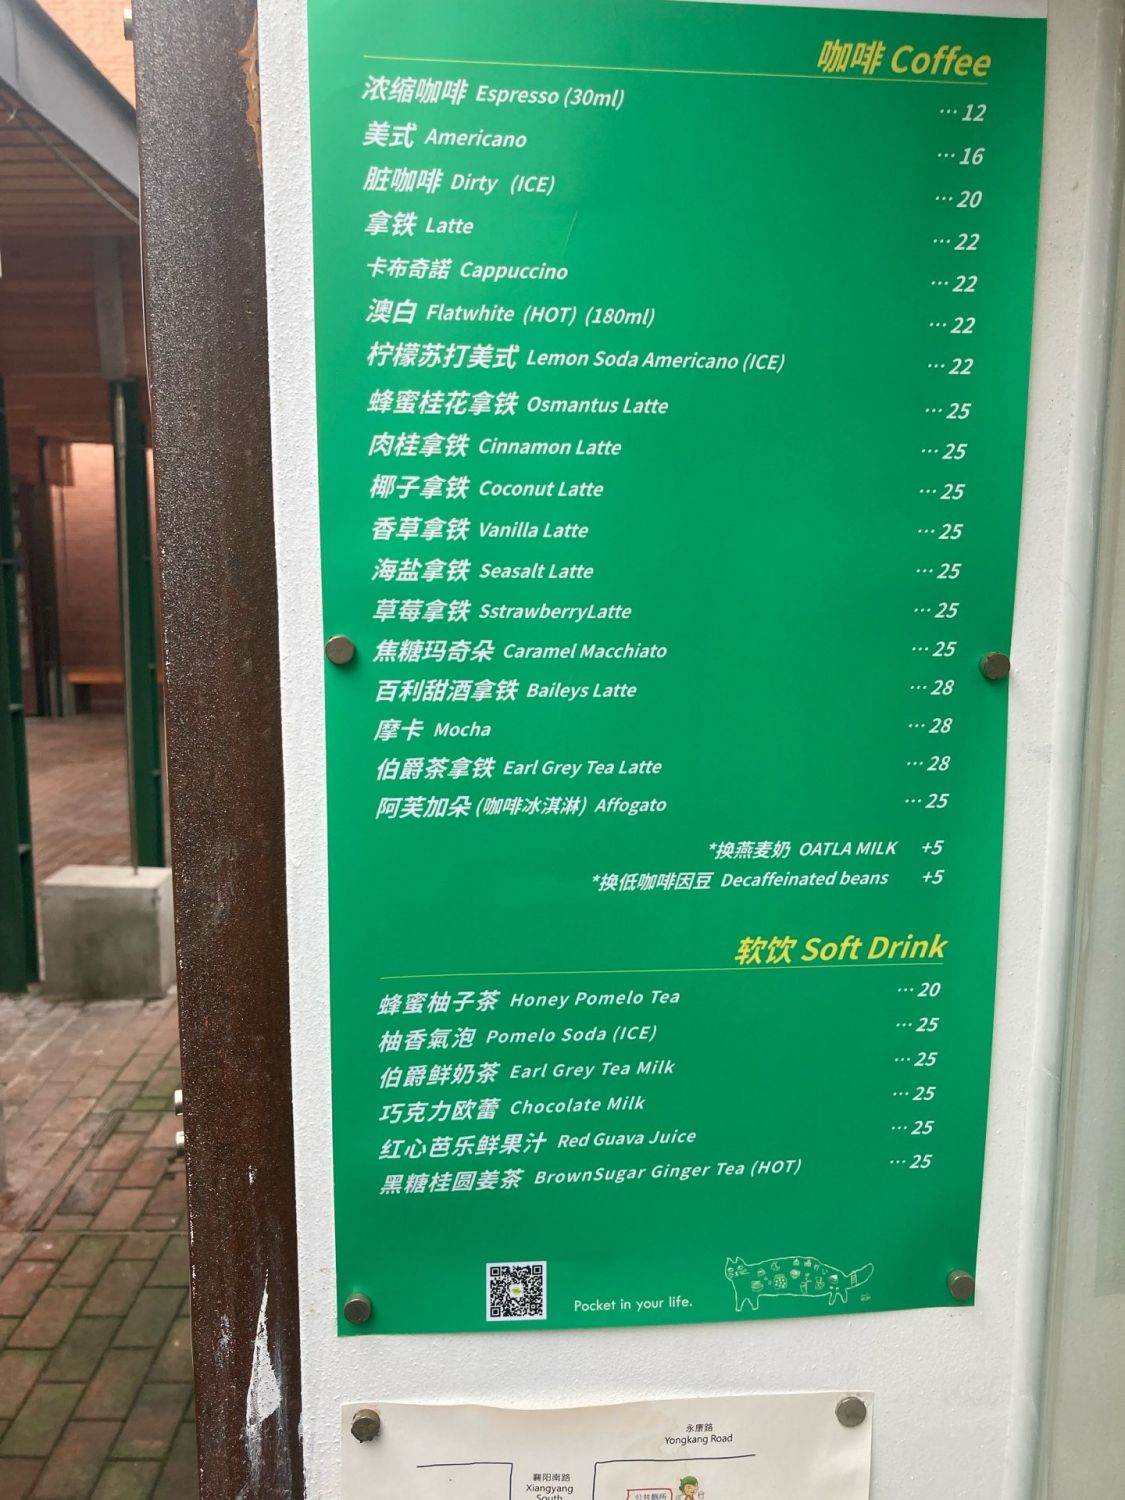 咖啡 Coffee
浓缩咖啡 Espresso (30ml) ··· 12
美式 Americano ··· 16
脏咖啡 Dirty (ICE) ··· 20
拿铁 Latte ··· 22
卡布奇諾 Cappuccino ··· 22
澳白 Flatwhite (HOT) (180ml) ··· 22
柠檬苏打美式 Lemon Soda Americano (ICE) ··· 22
蜂蜜桂花拿铁 Osmantus Latte ··· 25
肉桂拿铁 Cinnamon Latte ··· 25
椰子拿铁 Coconut Latte ··· 25
香草拿铁 Vanilla Latte ··· 25
海盐拿铁 Seasalt Latte ··· 25
草莓拿铁 SstrawberryLatte ··· 25
焦糖玛奇朵 Caramel Macchiato ··· 25
百利甜酒拿铁 Baileys Latte ··· 28
摩卡 Mocha ··· 28
伯爵茶拿铁 Earl Grey Tea Latte ··· 28
阿芙加朵 (咖啡冰淇淋) Affogato ··· 25
*换燕麦奶 OATLA MILK +5
*换低咖啡因豆 Decaffeinated beans +5
软饮 Soft Drink
蜂蜜柚子茶 Honey Pomelo Tea ··· 20
柚香氣泡 Pomelo Soda (ICE) ··· 25
伯爵鲜奶茶 Earl Grey Tea Milk ··· 25
巧克力欧蕾 Chocolate Milk ··· 25
红心芭乐鲜果汁 Red Guava Juice ··· 25
黑糖桂圆姜茶 BrownSugar Ginger Tea (HOT) ··· 25
Pocket in your life.
永康路
Yongkang Road
襄阳南路
Xiangyang
South
公共厕所